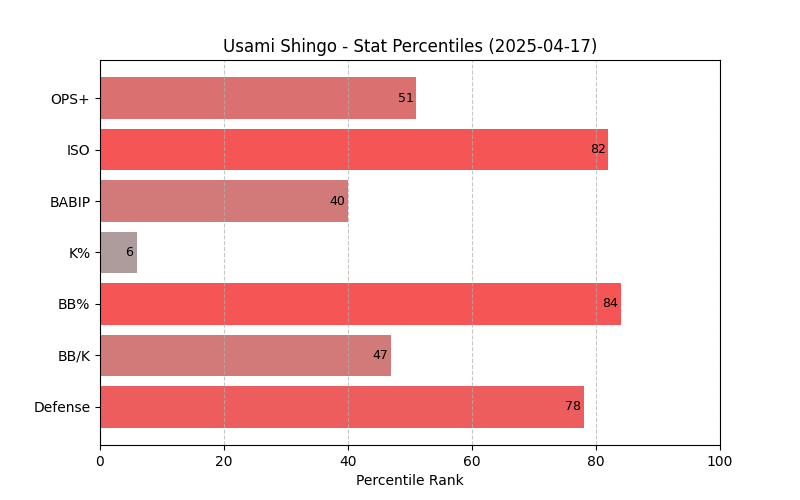 Usami Shingo - Stat Percentiles (2025-04-17)
OPS+ 51
ISO 82
BABIP 40
K% 6
BB% 84
BB/K 47
Defense 78
0 20 40 60 80 100
Percentile Rank